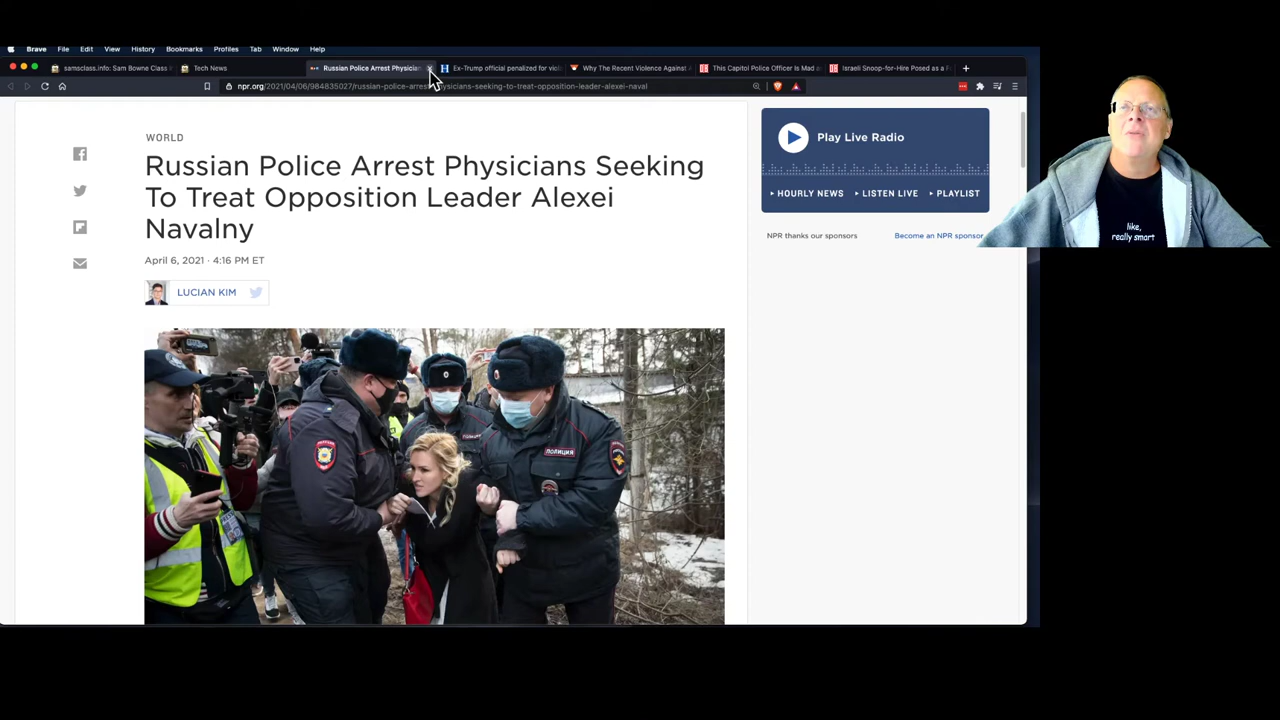 Brave File Edit View History Bookmarks Profiles Tab Window Help
samsclass.info: Sam Bowne Class Tech News Russian Police Arrest Physician Ex-Trump official penalized for Why The Recent Violence Against This Capitol Police Officer Is Mad Israeli Snoop-for-Hire Posed as a
npr.org/2021/04/06/984835027/russian-police-arrest-physicians-seeking-to-treat-opposition-leader-alexei-naval
WORLD
Russian Police Arrest Physicians Seeking
To Treat Opposition Leader Alexei
Navalny
April 6, 2021 · 4:16 PM ET
LUCIAN KIM
Play Live Radio
HOURLY NEWS LISTEN LIVE PLAYLIST
NPR thanks our sponsors Become an NPR sponsor
like,
really smart
ПОЛИЦИЯ